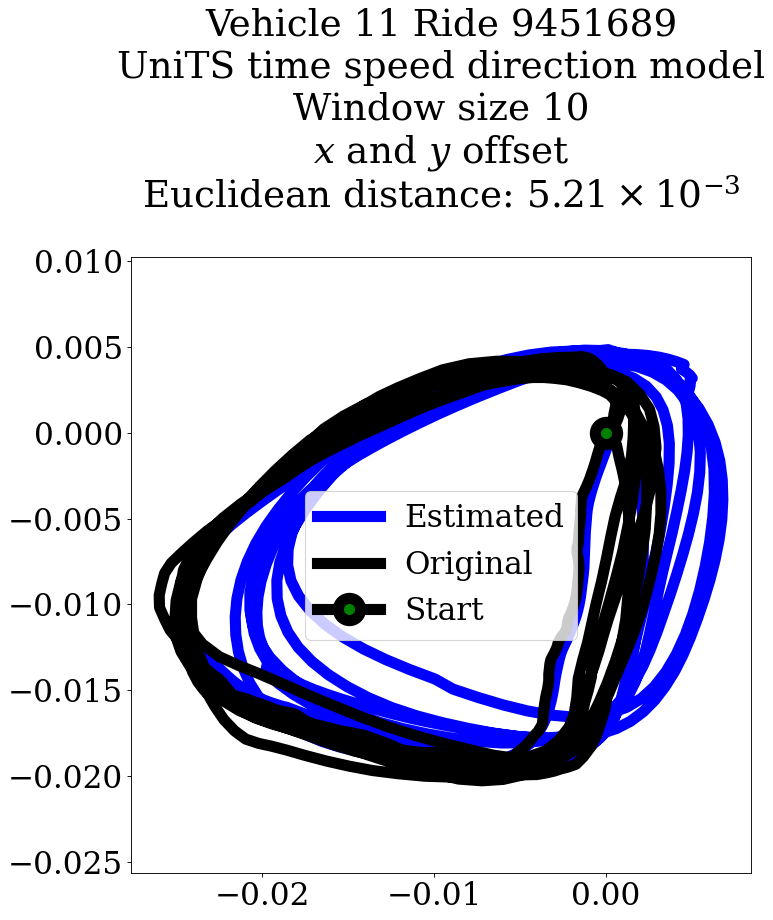 Vehicle 11 Ride 9451689
UniTS time speed direction model
Window size 10
x and y offset
Euclidean distance: 5.21 × 10⁻³
0.010
0.005
0.000
−0.005
−0.010
−0.015
−0.020
−0.025
Estimated
Original
Start
−0.02
−0.01
0.00